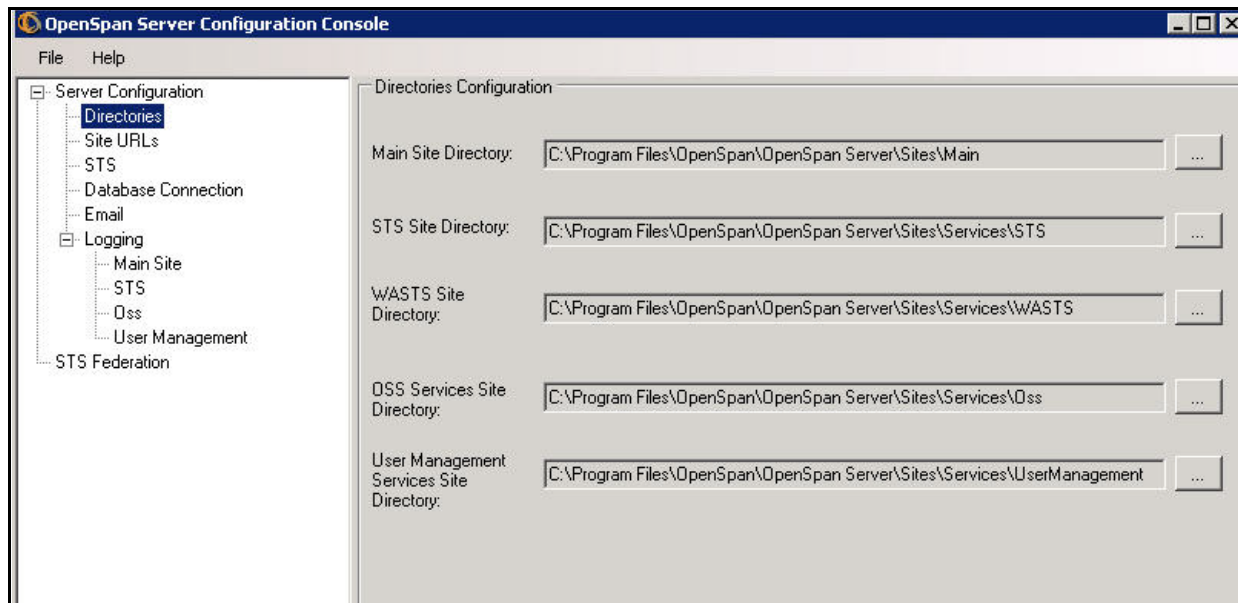 OpenSpan Server Configuration Console
File Help
Server Configuration
Directories
Site URLs
STS
Database Connection
Email
Logging
Main Site
STS
Oss
User Management
STS Federation
Directories Configuration
Main Site Directory:
C:\Program Files\OpenSpan\OpenSpan Server\Sites\Main
...
STS Site Directory:
C:\Program Files\OpenSpan\OpenSpan Server\Sites\Services\STS
...
WASTS Site
Directory:
C:\Program Files\OpenSpan\OpenSpan Server\Sites\Services\WASTS
...
OSS Services Site
Directory:
C:\Program Files\OpenSpan\OpenSpan Server\Sites\Services\Oss
...
User Management
Services Site
Directory:
C:\Program Files\OpenSpan\OpenSpan Server\Sites\Services\UserManagement
...